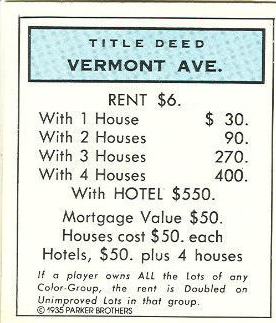 TITLE DEED
VERMONT AVE.
RENT $6.
With 1 House $ 30.
With 2 Houses 90.
With 3 Houses 270.
With 4 Houses 400.
With HOTEL $550.
Mortgage Value $50.
Houses cost $50. each
Hotels, $50. plus 4 houses
If a player owns ALL the Lots of any
Color-Group, the rent is Doubled on
Unimproved Lots in that group.
© 1935 PARKER BROTHERS